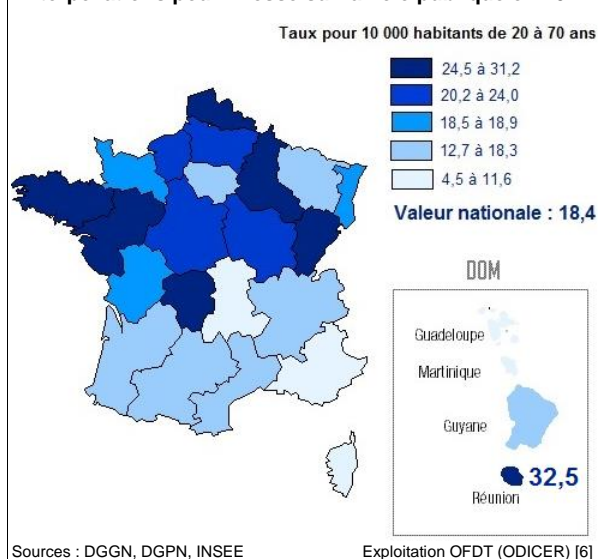 Taux pour 10 000 habitants de 20 à 70 ans
24,5 à 31,2
20,2 à 24,0
18,5 à 18,9
12,7 à 18,3
4,5 à 11,6
Valeur nationale : 18,4
DOM
Guadeloupe
Martinique
Guyane
32,5
Réunion
Sources : DGGN, DGPN, INSEE Exploitation OFDT (ODICER) [6]